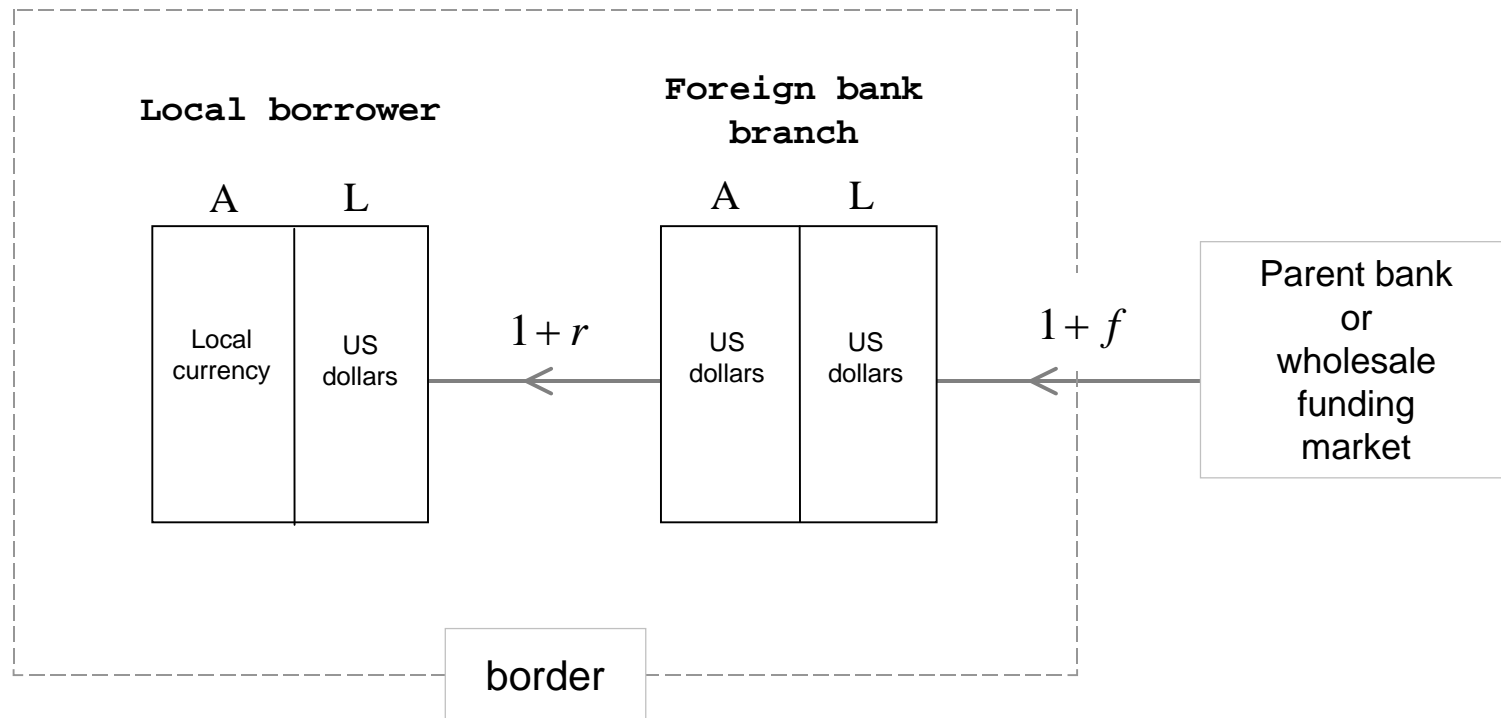 Local borrower
Foreign bank
branch
A
L
A
L
Local
currency
US
dollars
1 + r
US
dollars
US
dollars
1 + f
Parent bank
or
wholesale
funding
market
border